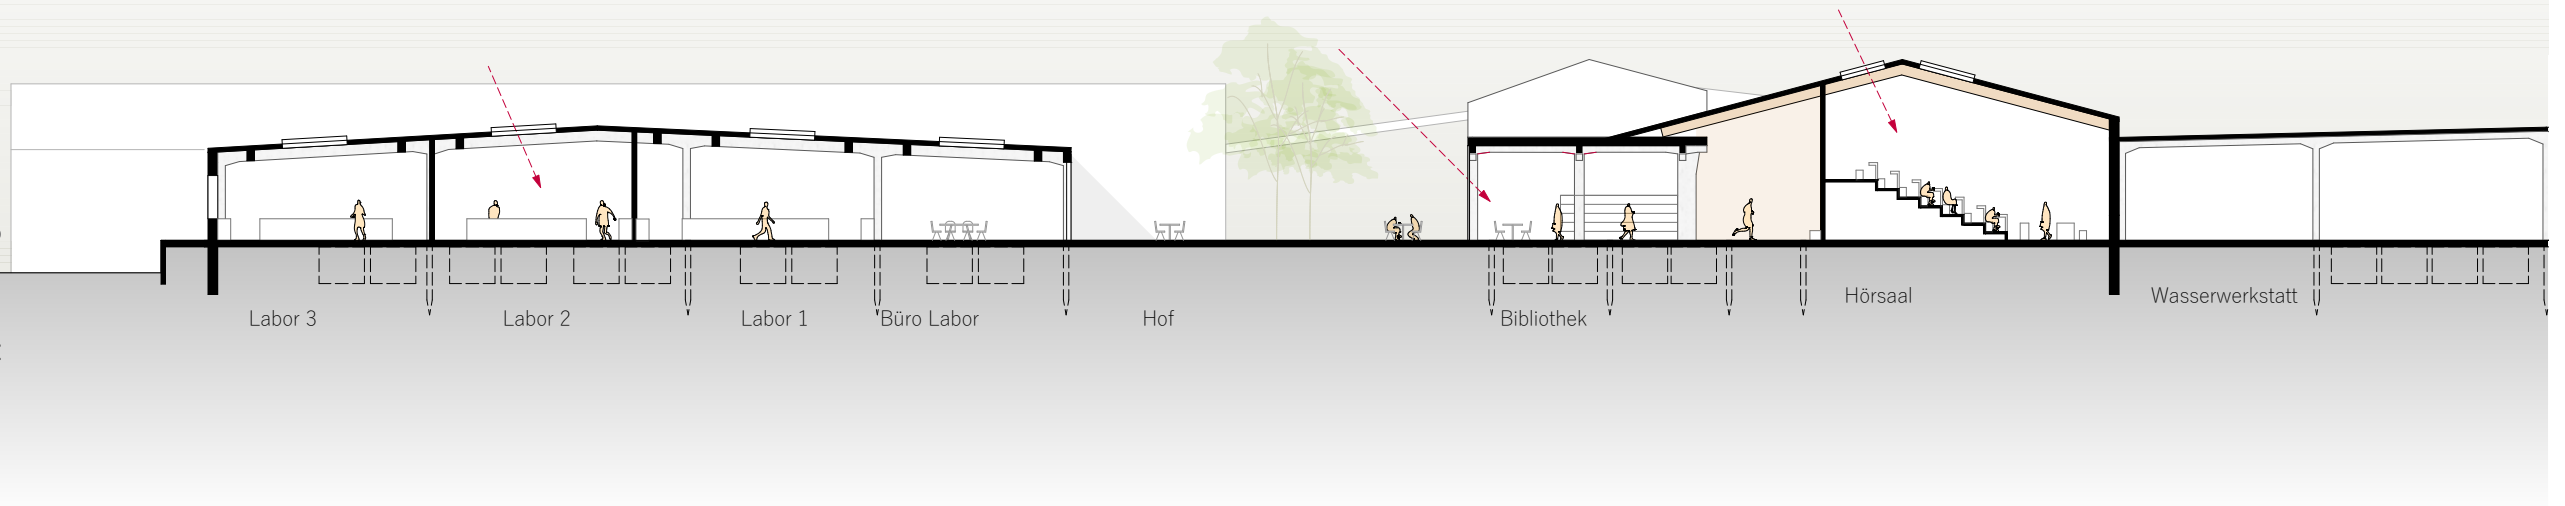 Labor 3
Labor 2
Labor 1
Büro Labor
Hof
Bibliothek
Hörsaal
Wasserwerkstatt